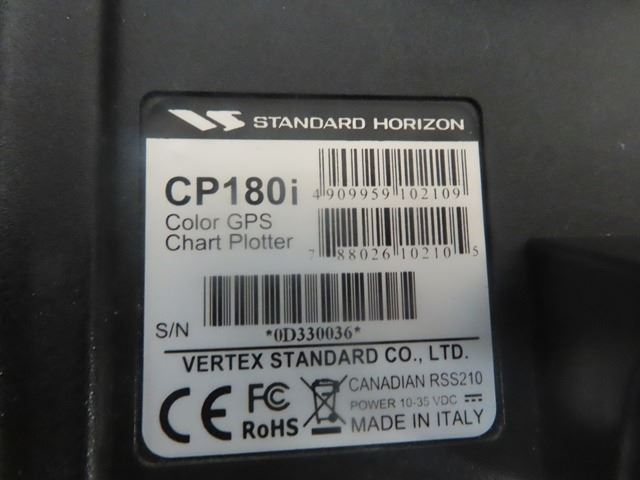 STANDARD HORIZON
CP180i
4 909959 102109
Color GPS
Chart Plotter
7 88026 10210 5
S/N
*0D330036*
VERTEX STANDARD CO., LTD.
CE FC CANADIAN RSS210
POWER 10-35 VDC
RoHS MADE IN ITALY